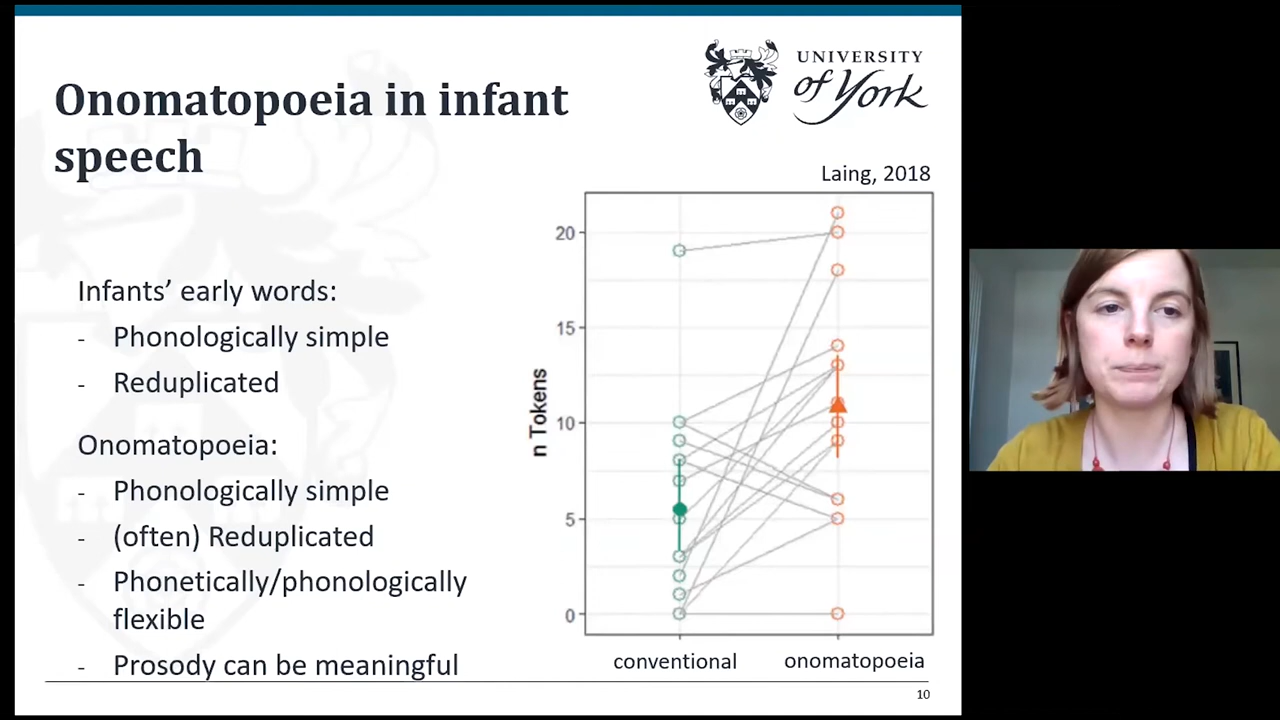 UNIVERSITY
of York
Onomatopoeia in infant
speech
Laing, 2018
Infants’ early words:
- Phonologically simple
- Reduplicated
Onomatopoeia:
- Phonologically simple
- (often) Reduplicated
- Phonetically/phonologically
flexible
- Prosody can be meaningful
n Tokens
20
15
10
5
0
conventional
onomatopoeia
10